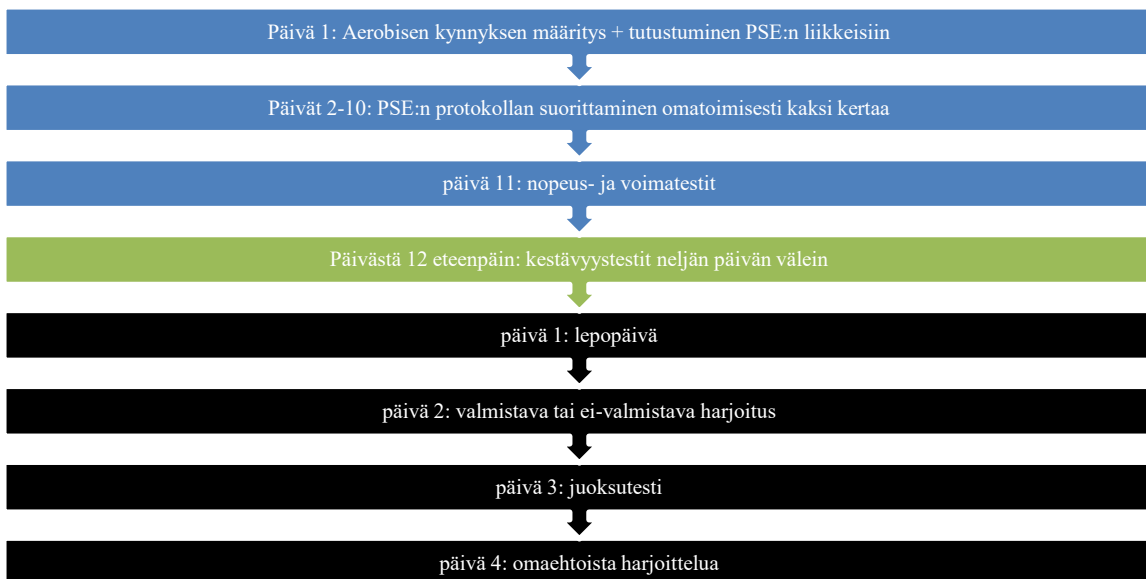 Päivä 1: Aerobisen kynnyksen määritys + tutustuminen PSE:n liikkeisiin
Päivät 2-10: PSE:n protokollan suorittaminen omatoimisesti kaksi kertaa
päivä 11: nopeus- ja voimatestit
Päivästä 12 eteenpäin: kestävyystestit neljän päivän välein
päivä 1: lepopäivä
päivä 2: valmistava tai ei-valmistava harjoitus
päivä 3: juoksutesti
päivä 4: omaehtoista harjoittelua